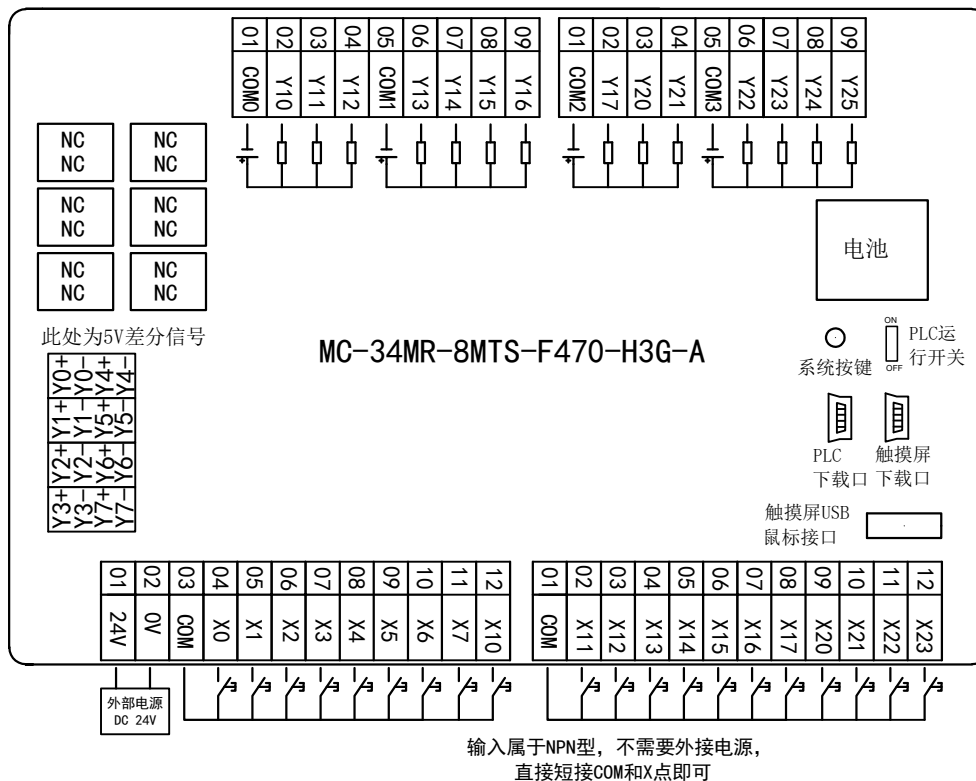 01 02 03 04 05 06 07 08 09
COM0 Y10 Y11 Y12 COM1 Y13 Y14 Y15 Y16
01 02 03 04 05 06 07 08 09
COM2 Y17 Y20 Y21 COM3 Y22 Y23 Y24 Y25
NC NC
NC NC
NC NC
NC NC
NC NC
NC NC
此处为5V差分信号
Y0+ Y0- Y4+ Y4-
Y1+ Y1- Y5+ Y5-
Y2+ Y2- Y6+ Y6-
Y3+ Y3- Y7+ Y7-
MC-34MR-8MTS-F470-H3G-A
电池
系统按键
ON
OFF
PLC运
行开关
PLC
下载口
触摸屏
下载口
触摸屏USB
鼠标接口
01 02 03 04 05 06 07 08 09 10 11 12
24V 0V COM X0 X1 X2 X3 X4 X5 X6 X7 X10
01 02 03 04 05 06 07 08 09 10 11 12
COM X11 X12 X13 X14 X15 X16 X17 X20 X21 X22 X23
外部电源
DC 24V
输入属于NPN型，不需要外接电源，
直接短接COM和X点即可